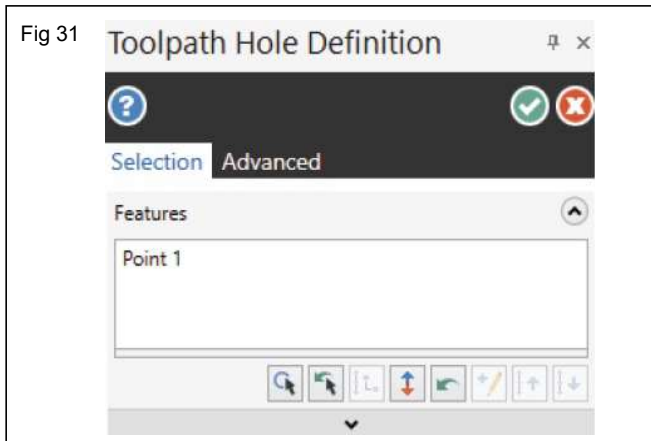 Fig 31
Toolpath Hole Definition
?
Selection Advanced
Features
Point 1